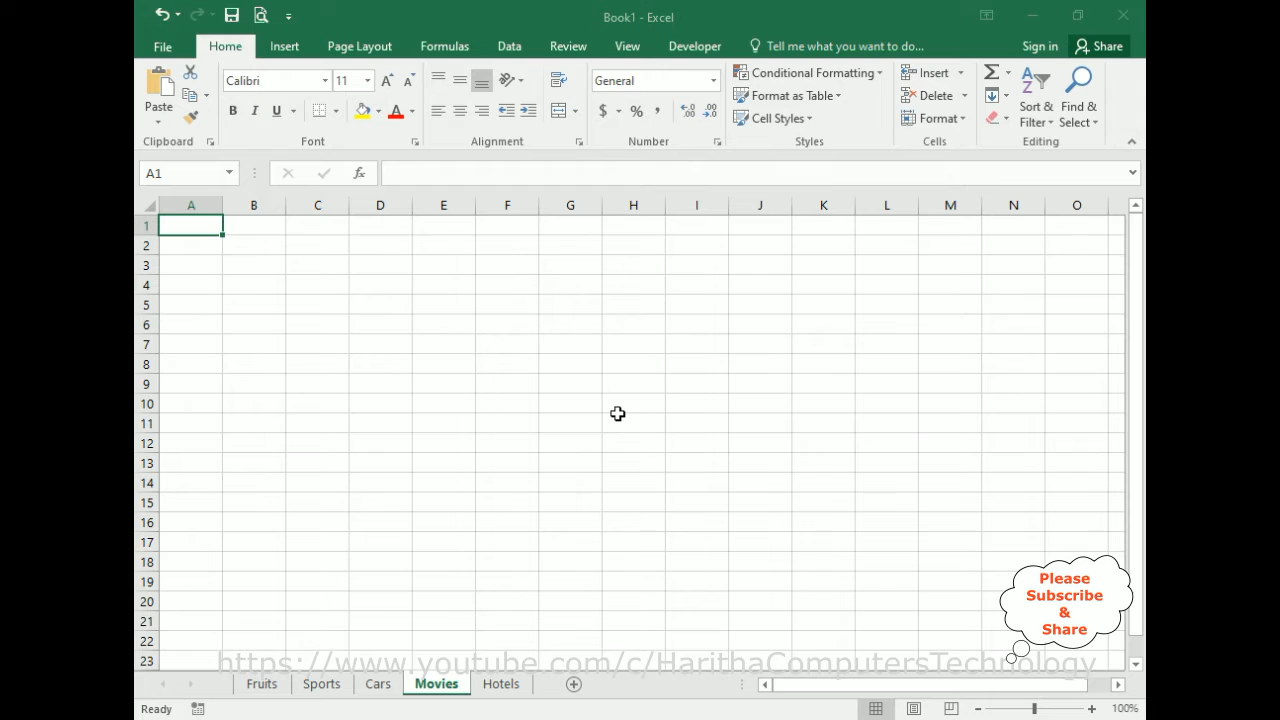 Book1 - Excel
File Home Insert Page Layout Formulas Data Review View Developer Tell me what you want to do... Sign in Share
Paste
Clipboard
Calibri 11
B I U
A A A
Font
Alignment
General
$ % ,
Number
Conditional Formatting
Format as Table
Cell Styles
Styles
Insert
Delete
Format
Cells
Sort & Filter
Find & Select
Editing
A1 fx
A B C D E F G H I J K L M N O
1
2
3
4
5
6
7
8
9
10
11
12
13
14
15
16
17
18
19
20
21
22
23
Please
Subscribe
&
Share
https://www.youtube.com/c/HarithaComputersTechnology
Fruits Sports Cars Movies Hotels
Ready 100%